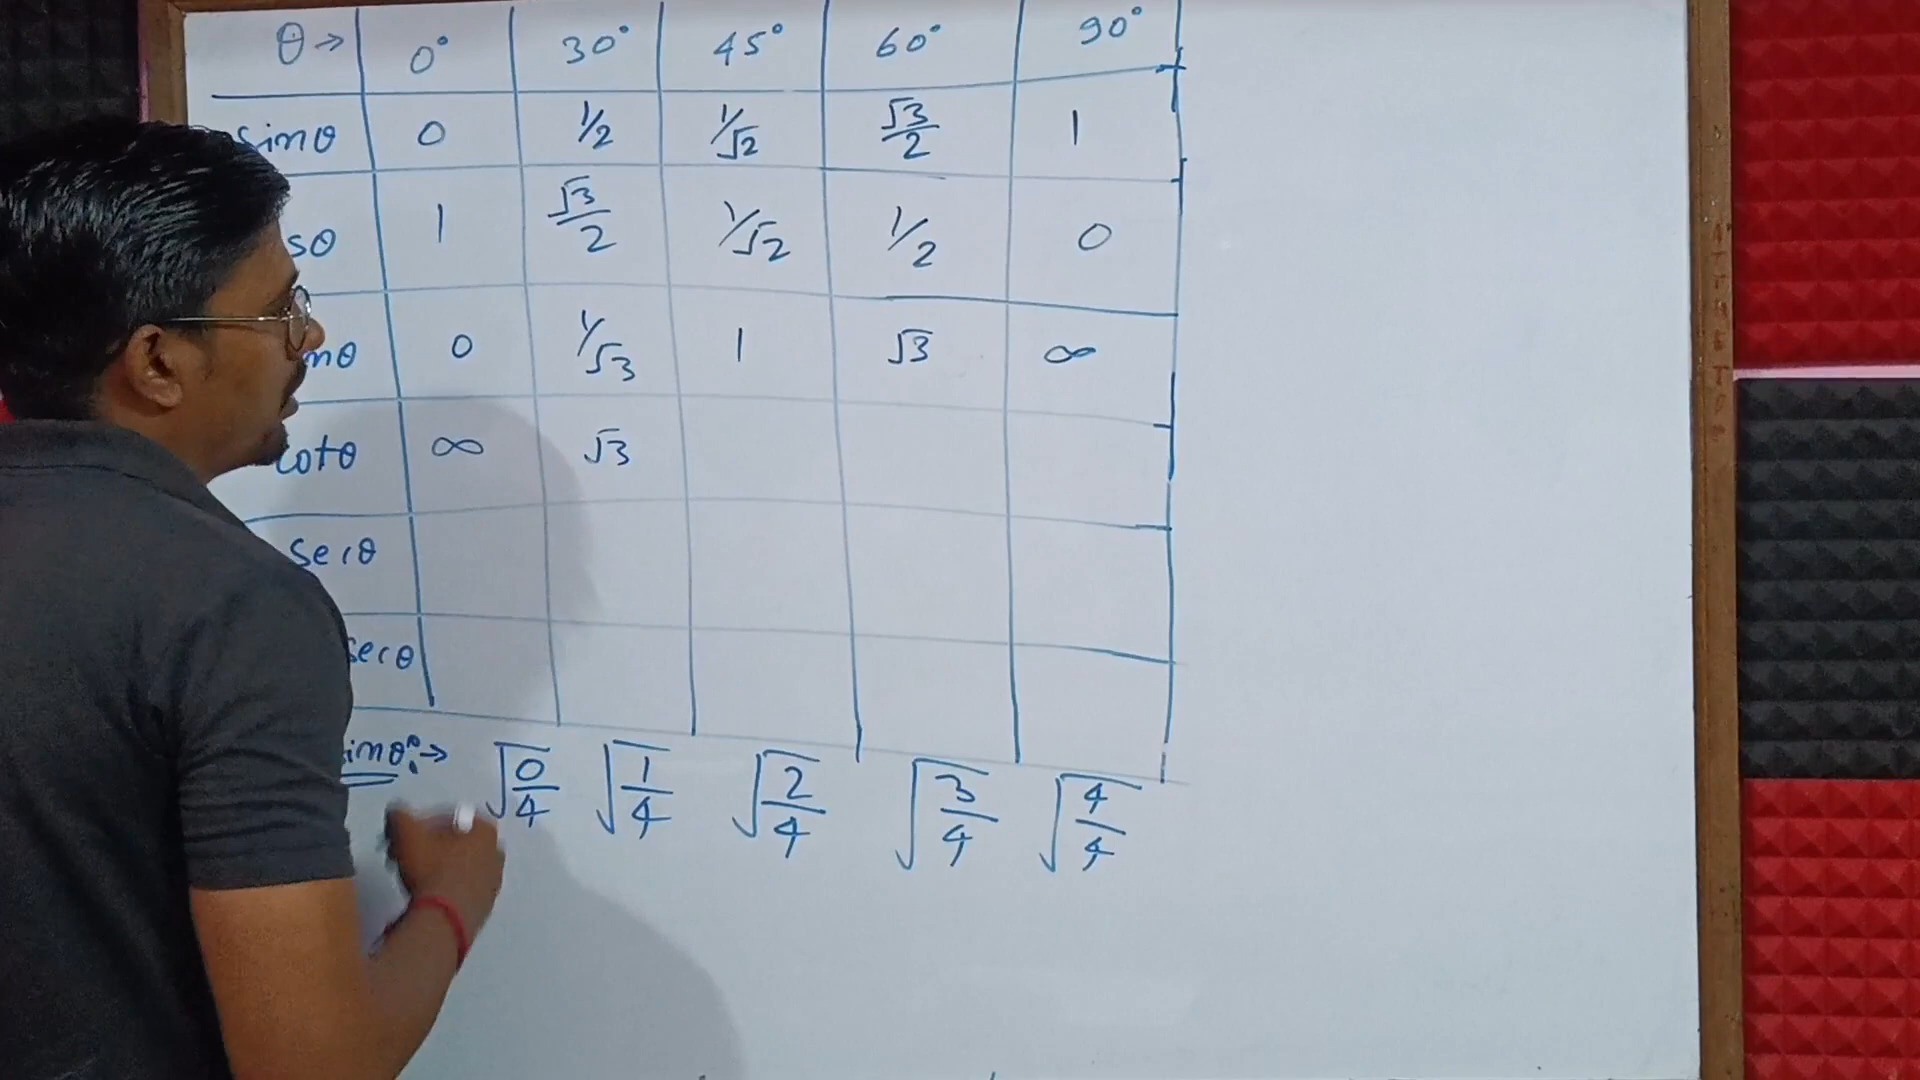 θ→ 0° 30° 45° 60° 90°
sinθ 0 1/2 1/√2 √3/2 1
sθ 1 √3/2 1/√2 1/2 0
nθ 0 1/√3 1 √3 ∞
cotθ ∞ √3
secθ
secθ
inθ:→ √0/4 √1/4 √2/4 √3/4 √4/4